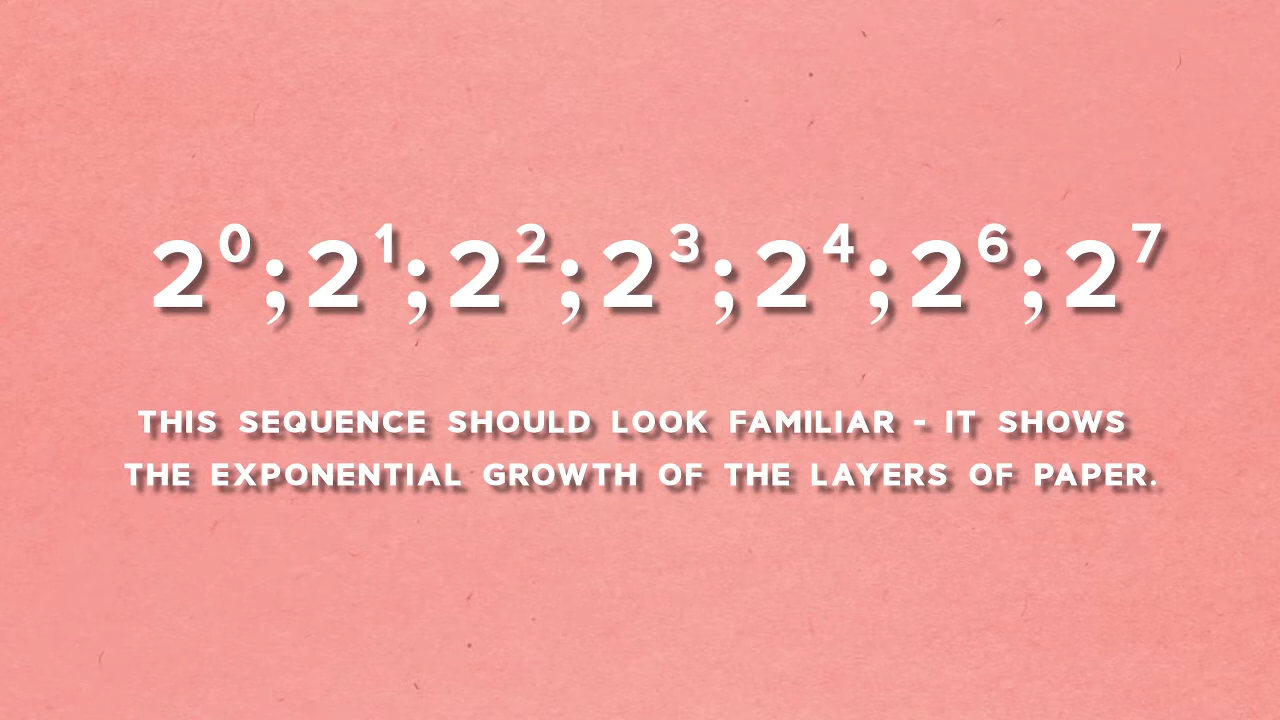 2⁰; 2¹; 2²; 2³; 2⁴; 2⁶; 2⁷
THIS SEQUENCE SHOULD LOOK FAMILIAR - IT SHOWS
THE EXPONENTIAL GROWTH OF THE LAYERS OF PAPER.